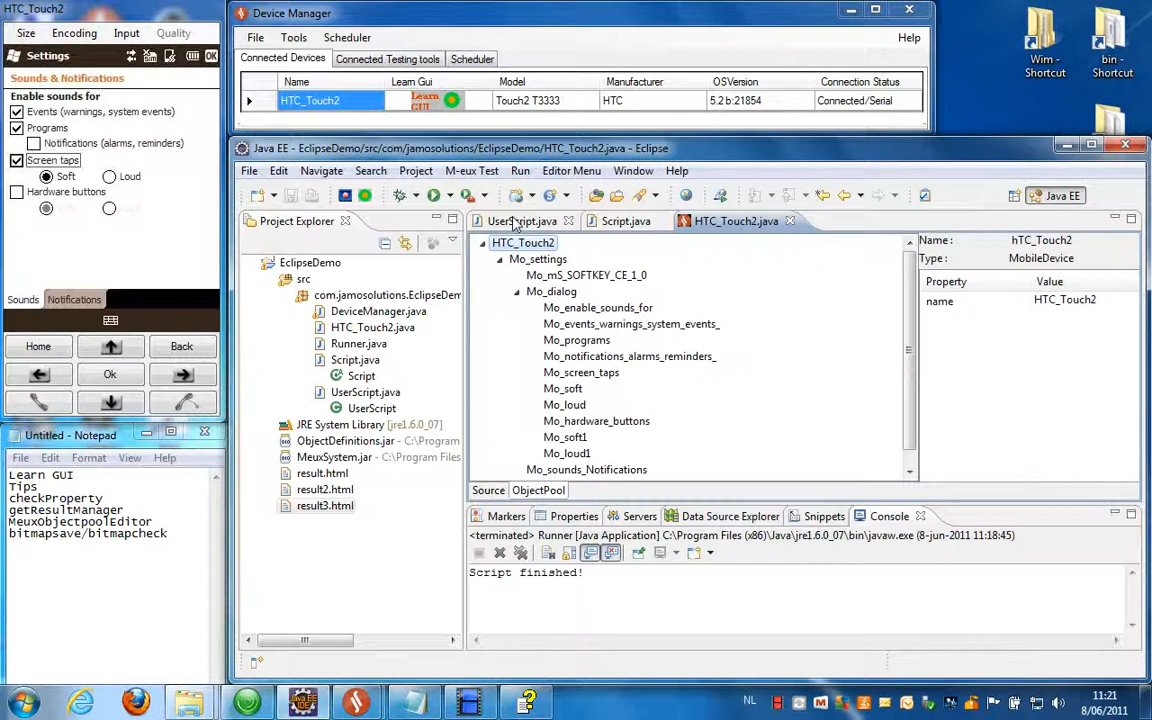 HTC_Touch2
Size Encoding Input Quality
Settings OK
Sounds & Notifications
Enable sounds for
Events (warnings, system events)
Programs
Notifications (alarms, reminders)
Screen taps
Soft Loud
Hardware buttons
Sounds Notifications
Home Back
Ok
Untitled - Notepad
File Edit Format View Help
Learn GUI
Tips
checkProperty
getResultManager
MeuxObjectpoolEditor
bitmapsave/bitmapcheck
Device Manager
File Tools Scheduler Help
Connected Devices Connected Testing tools Scheduler
Name Learn Gui Model Manufacturer OSVersion Connection Status
HTC_Touch2 Learn GUI Touch2 T3333 HTC 5.2 b:21854 Connected/Serial
Wim - Shortcut
bin - Shortcut
Java EE - EclipseDemo/src/com/jamosolutions/EclipseDemo/HTC_Touch2.java - Eclipse
File Edit Navigate Search Project M-eux Test Run Editor Menu Window Help
Java EE
Project Explorer
EclipseDemo
src
com.jamosolutions.EclipseDem
DeviceManager.java
HTC_Touch2.java
Runner.java
Script.java
Script
UserScript.java
UserScript
JRE System Library [jre1.6.0_07]
ObjectDefinitions.jar - C:\Program
MeuxSystem.jar - C:\Program Files
result.html
result2.html
result3.html
UserScript.java Script.java HTC_Touch2.java
HTC_Touch2
Mo_settings
Mo_mS_SOFTKEY_CE_1_0
Mo_dialog
Mo_enable_sounds_for
Mo_events_warnings_system_events_
Mo_programs
Mo_notifications_alarms_reminders_
Mo_screen_taps
Mo_soft
Mo_loud
Mo_hardware_buttons
Mo_soft1
Mo_loud1
Mo_sounds_Notifications
Source ObjectPool
Name : hTC_Touch2
Type : MobileDevice
Property Value
name HTC_Touch2
Markers Properties Servers Data Source Explorer Snippets Console
<terminated> Runner [Java Application] C:\Program Files (x86)\Java\jre1.6.0_07\bin\javaw.exe (8-jun-2011 11:18:45)
Script finished!
NL
11:21
8/06/2011